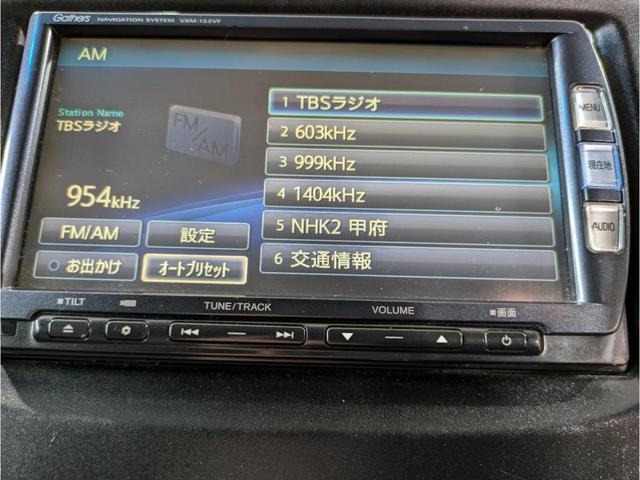 Gathers NAVIGATION SYSTEM VXM-122VF
AM
Station Name
TBSラジオ
FM/AM
954kHz
1 TBSラジオ
2 603kHz
3 999kHz
4 1404kHz
5 NHK2 甲府
6 交通情報
FM/AM
設定
お出かけ
オートプリセット
MENU
現在地
AUDIO
TILT
TUNE/TRACK
VOLUME
画面